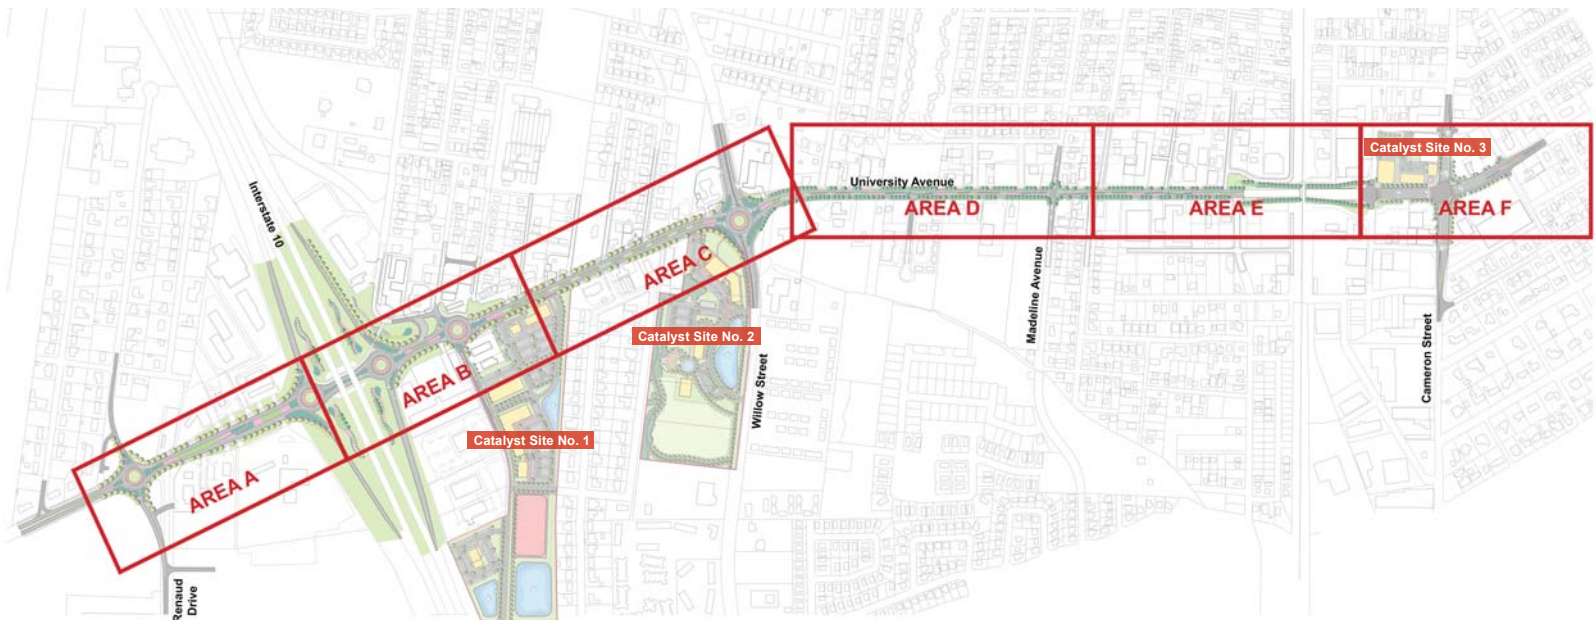 Catalyst Site No. 3
University Avenue
AREA D
AREA E
AREA F
Interstate 10
AREA C
Madeline Avenue
Catalyst Site No. 2
Cameron Street
Willow Street
AREA B
Catalyst Site No. 1
AREA A
Renaud
Drive